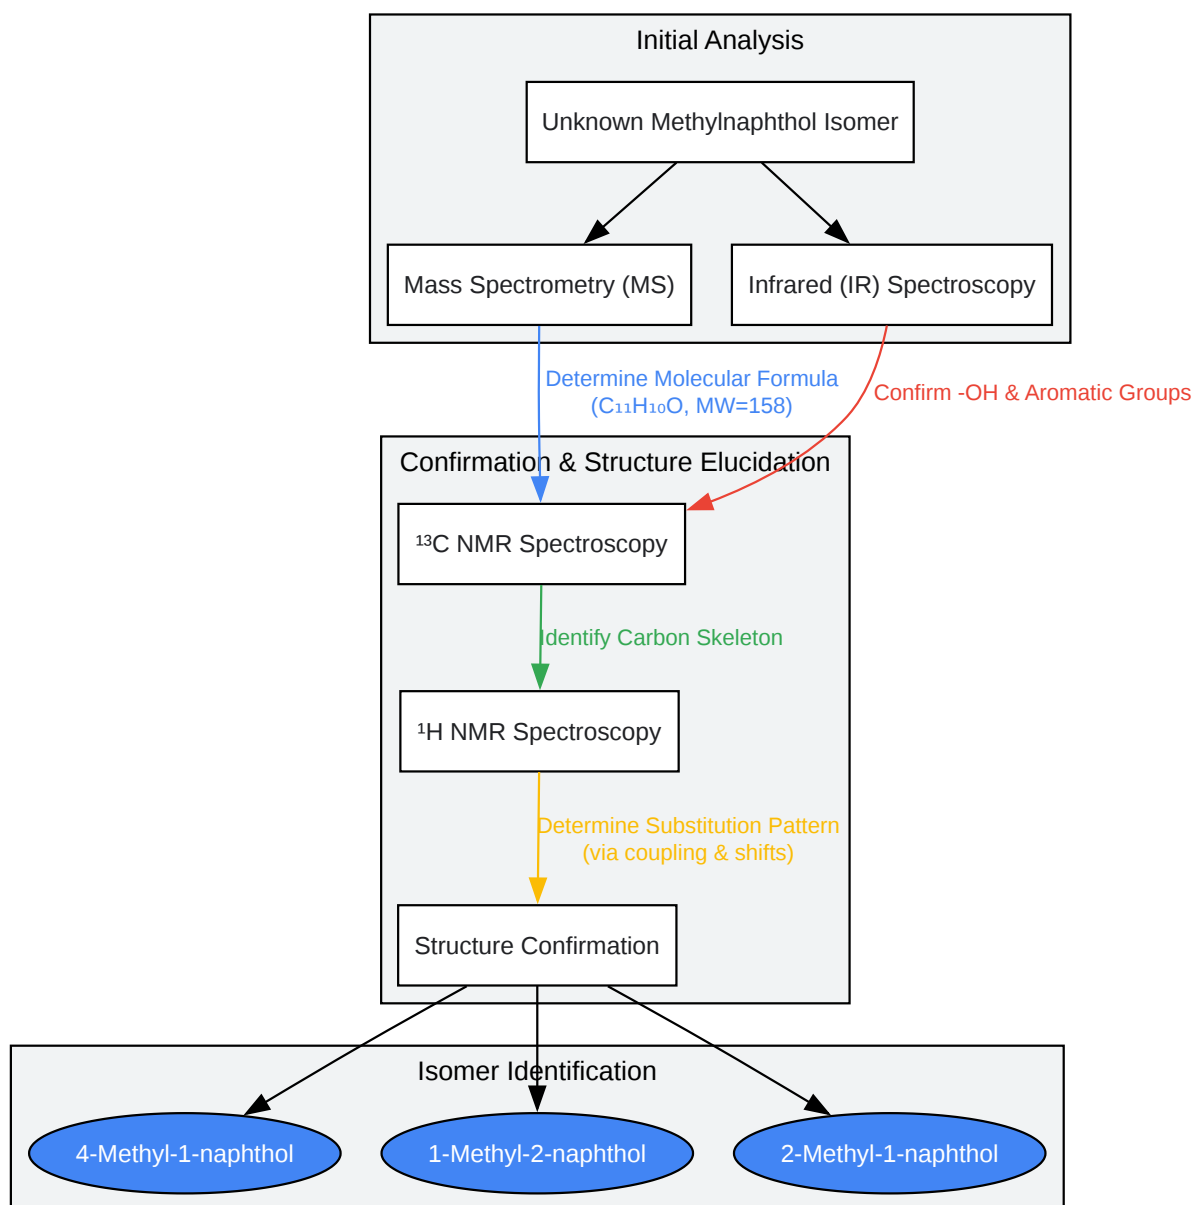 Initial Analysis
Unknown Methylnaphthol Isomer
Mass Spectrometry (MS)
Infrared (IR) Spectroscopy
Determine Molecular Formula
(C₁₁H₁₀O, MW=158)
Confirm -OH & Aromatic Groups
Confirmation & Structure Elucidation
¹³C NMR Spectroscopy
Identify Carbon Skeleton
¹H NMR Spectroscopy
Determine Substitution Pattern
(via coupling & shifts)
Structure Confirmation
Isomer Identification
4-Methyl-1-naphthol
1-Methyl-2-naphthol
2-Methyl-1-naphthol